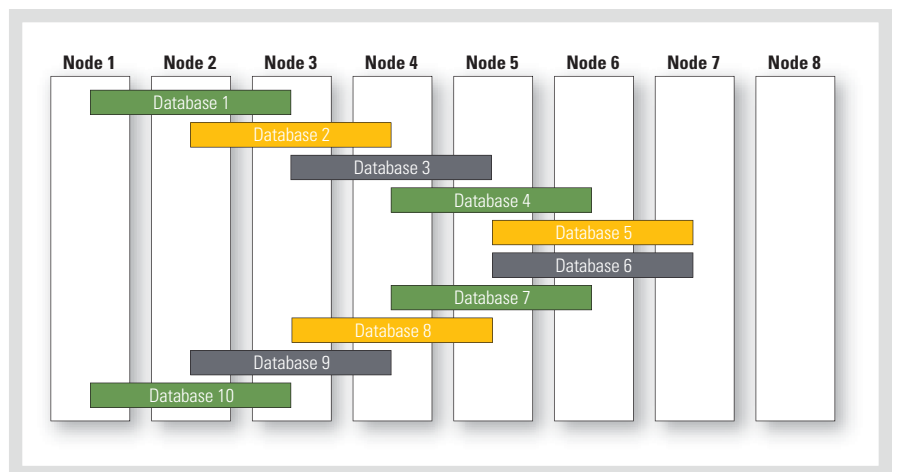 Node 1 Node 2 Node 3 Node 4 Node 5 Node 6 Node 7 Node 8
Database 1
Database 2
Database 3
Database 4
Database 5
Database 6
Database 7
Database 8
Database 9
Database 10